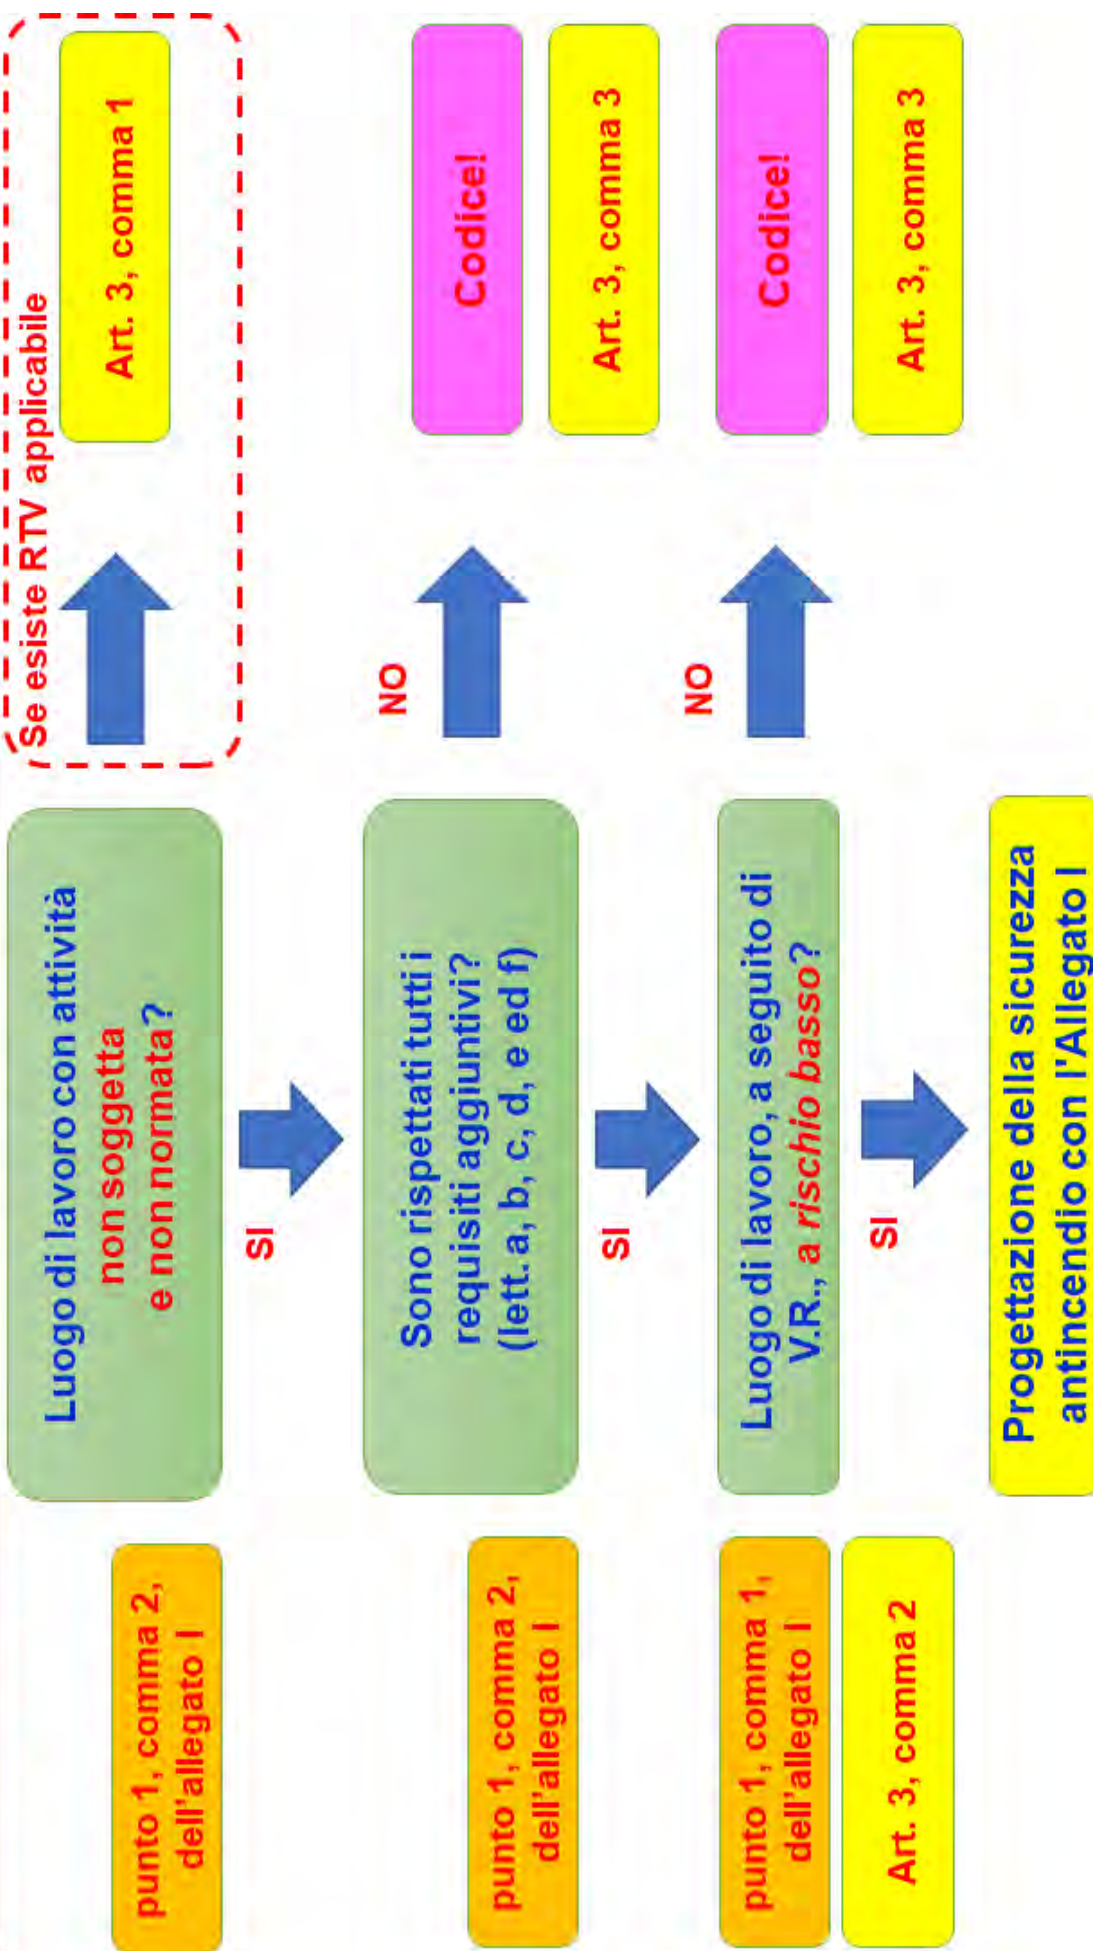 punto 1, comma 2,
dell'allegato I
Luogo di lavoro con attività
non soggetta
e non normata?
Se esiste RTV applicabile
Art. 3, comma 1
SI
punto 1, comma 2,
dell'allegato I
Sono rispettati tutti i
requisiti aggiuntivi?
(lett. a, b, c, d, e ed f)
NO
Codice!
Art. 3, comma 3
SI
punto 1, comma 1,
dell'allegato I
Art. 3, comma 2
Luogo di lavoro, a seguito di
V.R., a rischio basso?
NO
Codice!
Art. 3, comma 3
SI
Progettazione della sicurezza
antincendio con l'Allegato I